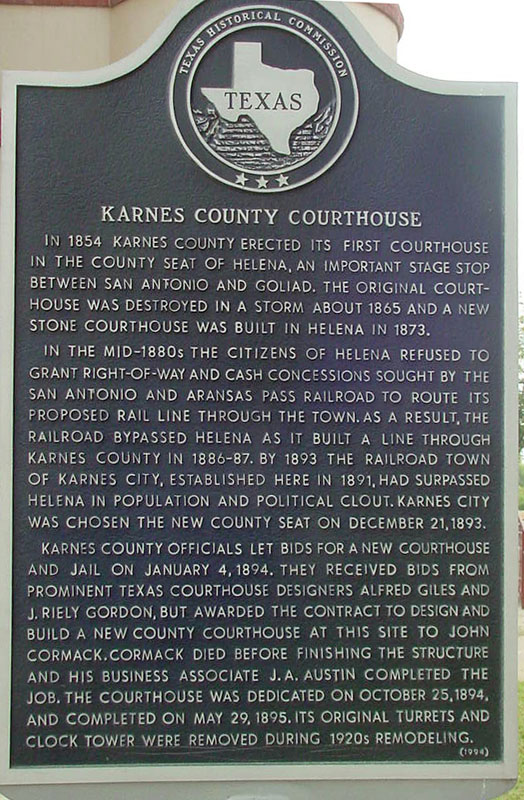 TEXAS HISTORICAL COMMISSION
TEXAS
KARNES COUNTY COURTHOUSE
IN 1854 KARNES COUNTY ERECTED ITS FIRST COURTHOUSE
IN THE COUNTY SEAT OF HELENA, AN IMPORTANT STAGE STOP
BETWEEN SAN ANTONIO AND GOLIAD. THE ORIGINAL COURT-
HOUSE WAS DESTROYED IN A STORM ABOUT 1865 AND A NEW
STONE COURTHOUSE WAS BUILT IN HELENA IN 1873.
IN THE MID-1880s THE CITIZENS OF HELENA REFUSED TO
GRANT RIGHT-OF-WAY AND CASH CONCESSIONS SOUGHT BY THE
SAN ANTONIO AND ARANSAS PASS RAILROAD TO ROUTE ITS
PROPOSED RAIL LINE THROUGH THE TOWN. AS A RESULT, THE
RAILROAD BYPASSED HELENA AS IT BUILT A LINE THROUGH
KARNES COUNTY IN 1886-87. BY 1893 THE RAILROAD TOWN
OF KARNES CITY, ESTABLISHED HERE IN 1891, HAD SURPASSED
HELENA IN POPULATION AND POLITICAL CLOUT. KARNES CITY
WAS CHOSEN THE NEW COUNTY SEAT ON DECEMBER 21, 1893.
KARNES COUNTY OFFICIALS LET BIDS FOR A NEW COURTHOUSE
AND JAIL ON JANUARY 4, 1894. THEY RECEIVED BIDS FROM
PROMINENT TEXAS COURTHOUSE DESIGNERS ALFRED GILES AND
J. RIELY GORDON, BUT AWARDED THE CONTRACT TO DESIGN AND
BUILD A NEW COUNTY COURTHOUSE AT THIS SITE TO JOHN
CORMACK. CORMACK DIED BEFORE FINISHING THE STRUCTURE
AND HIS BUSINESS ASSOCIATE J. A. AUSTIN COMPLETED THE
JOB. THE COURTHOUSE WAS DEDICATED ON OCTOBER 25, 1894,
AND COMPLETED ON MAY 29, 1895. ITS ORIGINAL TURRETS AND
CLOCK TOWER WERE REMOVED DURING 1920s REMODELING.
(1994)